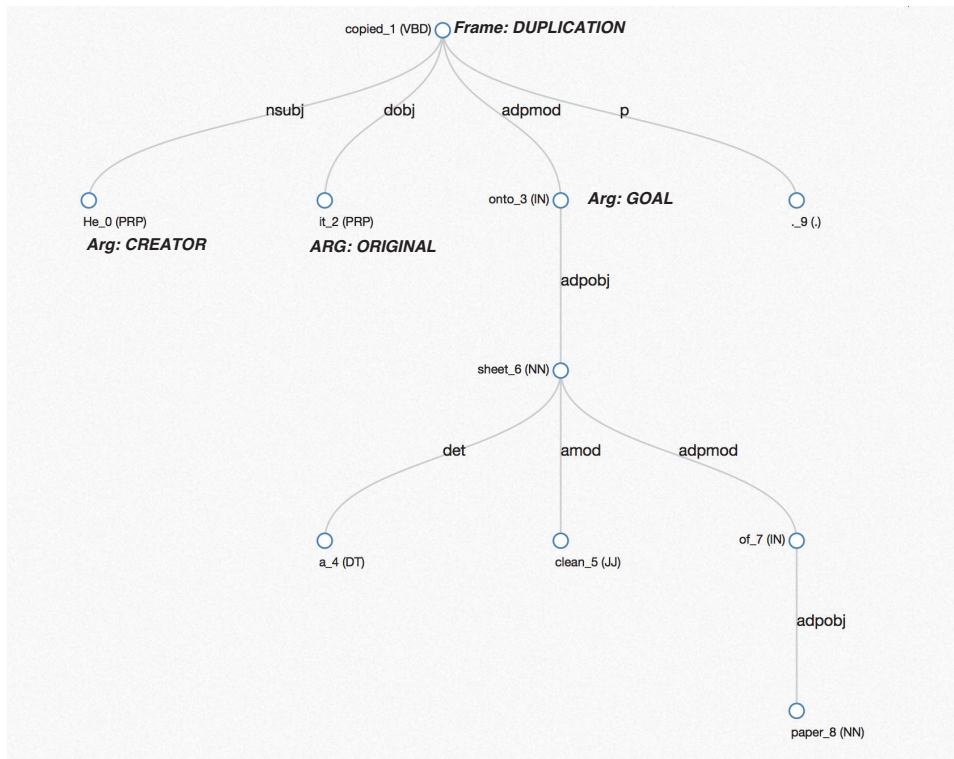 copied_1 (VBD) Frame: DUPLICATION
nsubj dobj adpmod p
He_0 (PRP) it_2 (PRP) onto_3 (IN) Arg: GOAL ._9 (.)
Arg: CREATOR ARG: ORIGINAL
adpobj
sheet_6 (NN)
det amod adpmod
a_4 (DT) clean_5 (JJ) of_7 (IN)
adpobj
paper_8 (NN)